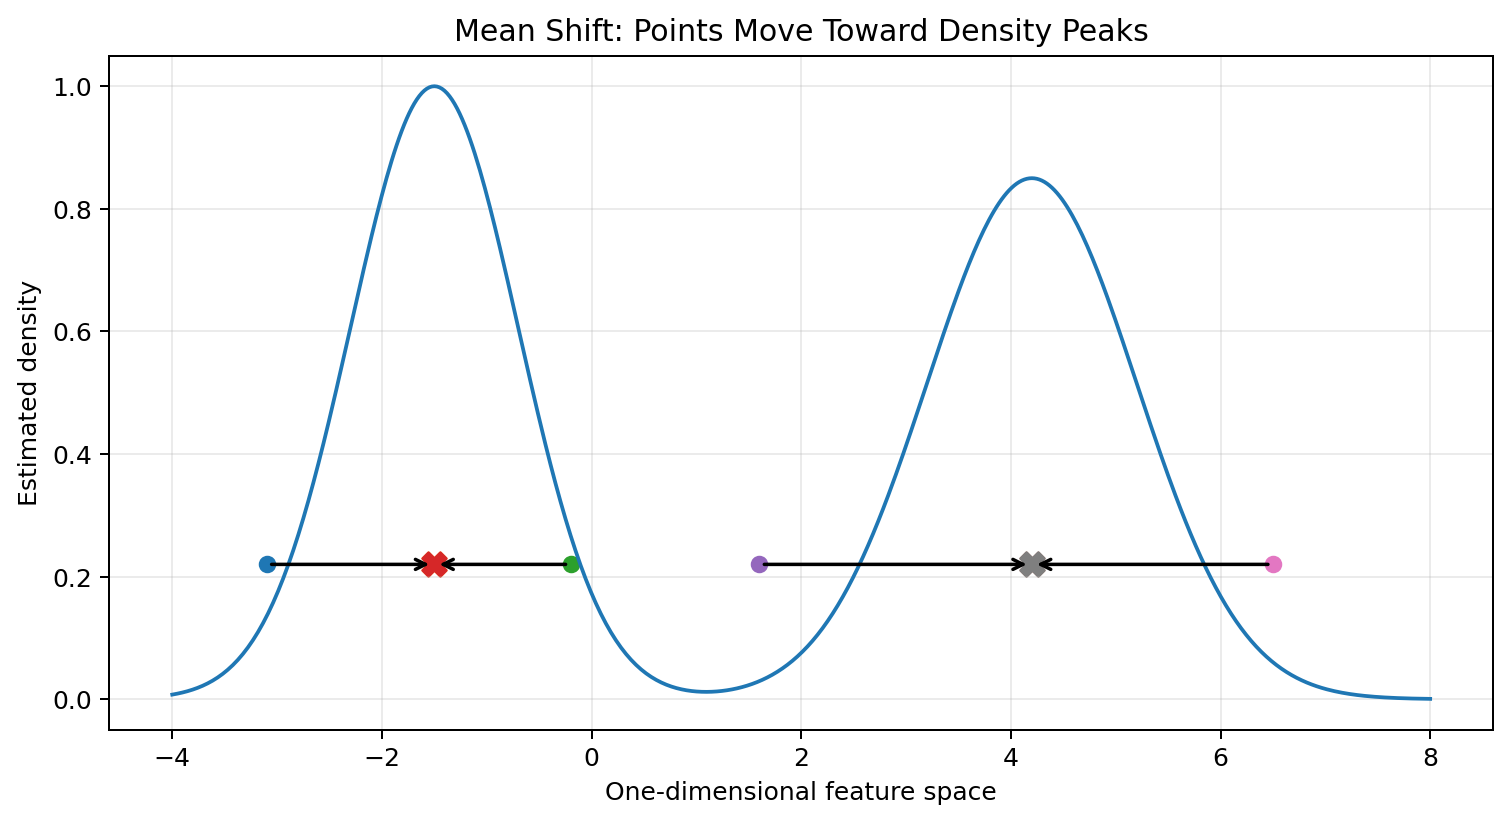 Mean Shift: Points Move Toward Density Peaks
Estimated density
1.0
0.8
0.6
0.4
0.2
0.0
−4 −2 0 2 4 6 8
One-dimensional feature space